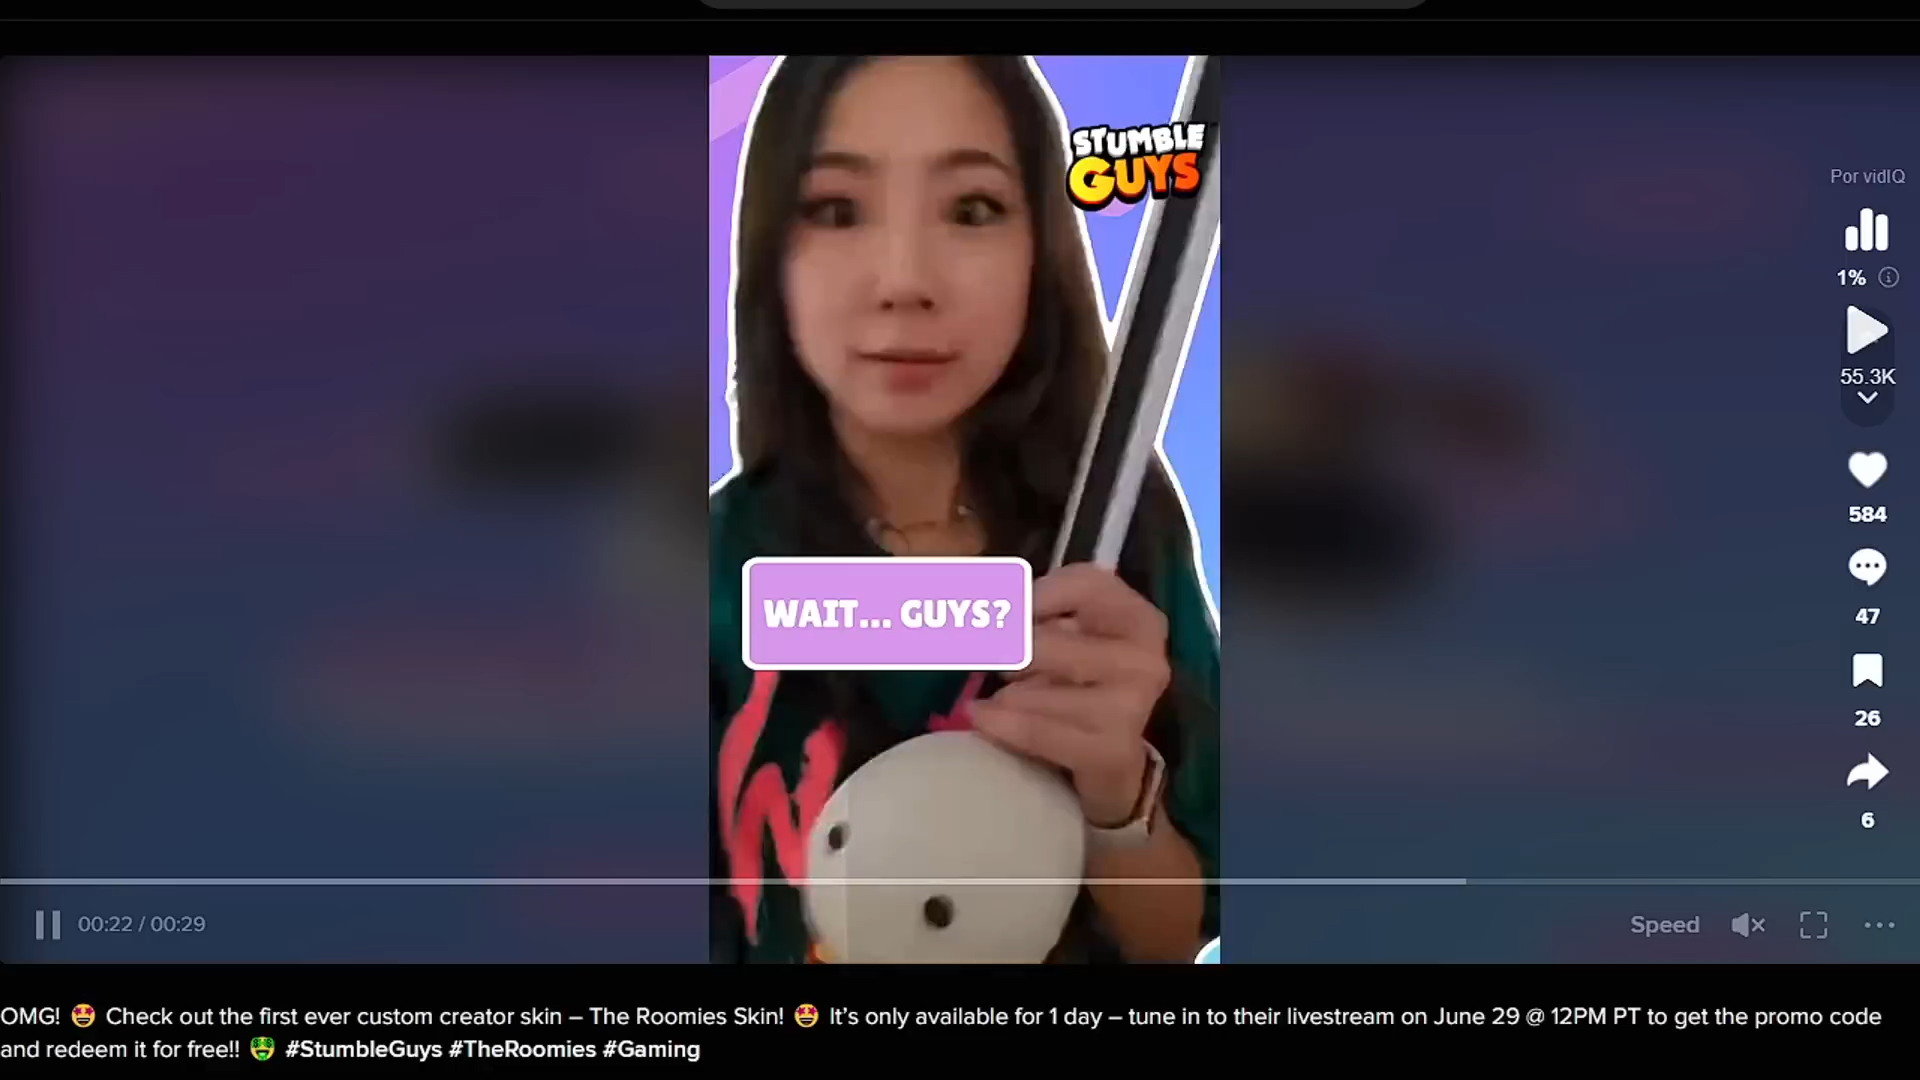 STUMBLE
GUYS
Por vidIQ
1%
55.3K
584
WAIT... GUYS?
47
26
6
00:22 / 00:29
Speed
OMG! 🤩 Check out the first ever custom creator skin – The Roomies Skin! 🤩 It's only available for 1 day – tune in to their livestream on June 29 @ 12PM PT to get the promo code
and redeem it for free!! 🤑 #StumbleGuys #TheRoomies #Gaming